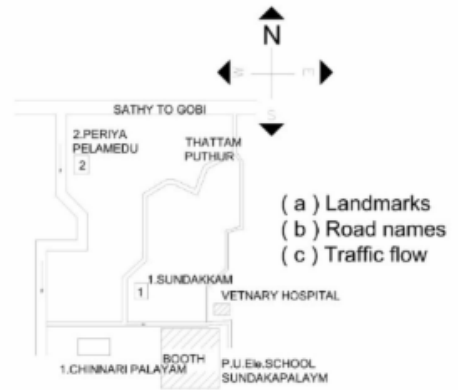 N
W
E
S
SATHY TO GOBI
2.PERIYA
PELAMEDU
2
THATTAM
PUTHUR
( a ) Landmarks
( b ) Road names
( c ) Traffic flow
1.SUNDAKKAM
1
VETNARY HOSPITAL
1.CHINNARI PALAYAM
BOOTH
P.U.Ele.SCHOOL
SUNDAKAPALAYM